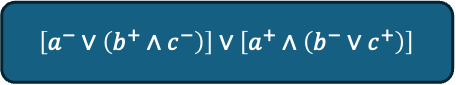 [a⁻ ∨ (b⁺ ∧ c⁻)] ∨ [a⁺ ∧ (b⁻ ∨ c⁺)]